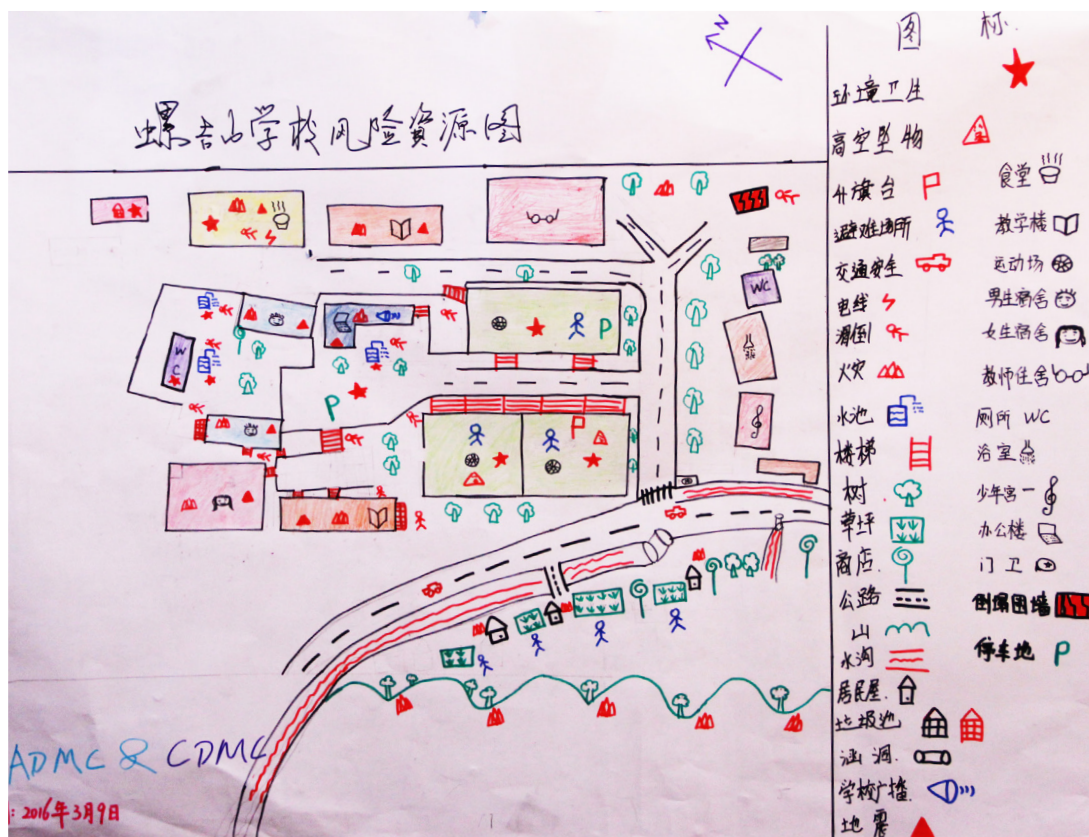 图标
N
螺吉山学校风险資源图
环境卫生
高空坠物
升旗台
食堂
避难场所
教学楼
交通安全
运动场
电线
男生宿舍
滑倒
女生宿舍
火灾
教师住舍
水池
厕所 WC
楼梯
浴室
树
少年宫一
草坪
办公楼
商店
门卫
公路
倒塌围墙
山
停车地 P
水沟
居民屋
垃圾池
涵洞
学校广播
地震
WC
P
WC
P
ADMC & CDMC
: 2016年3月9日